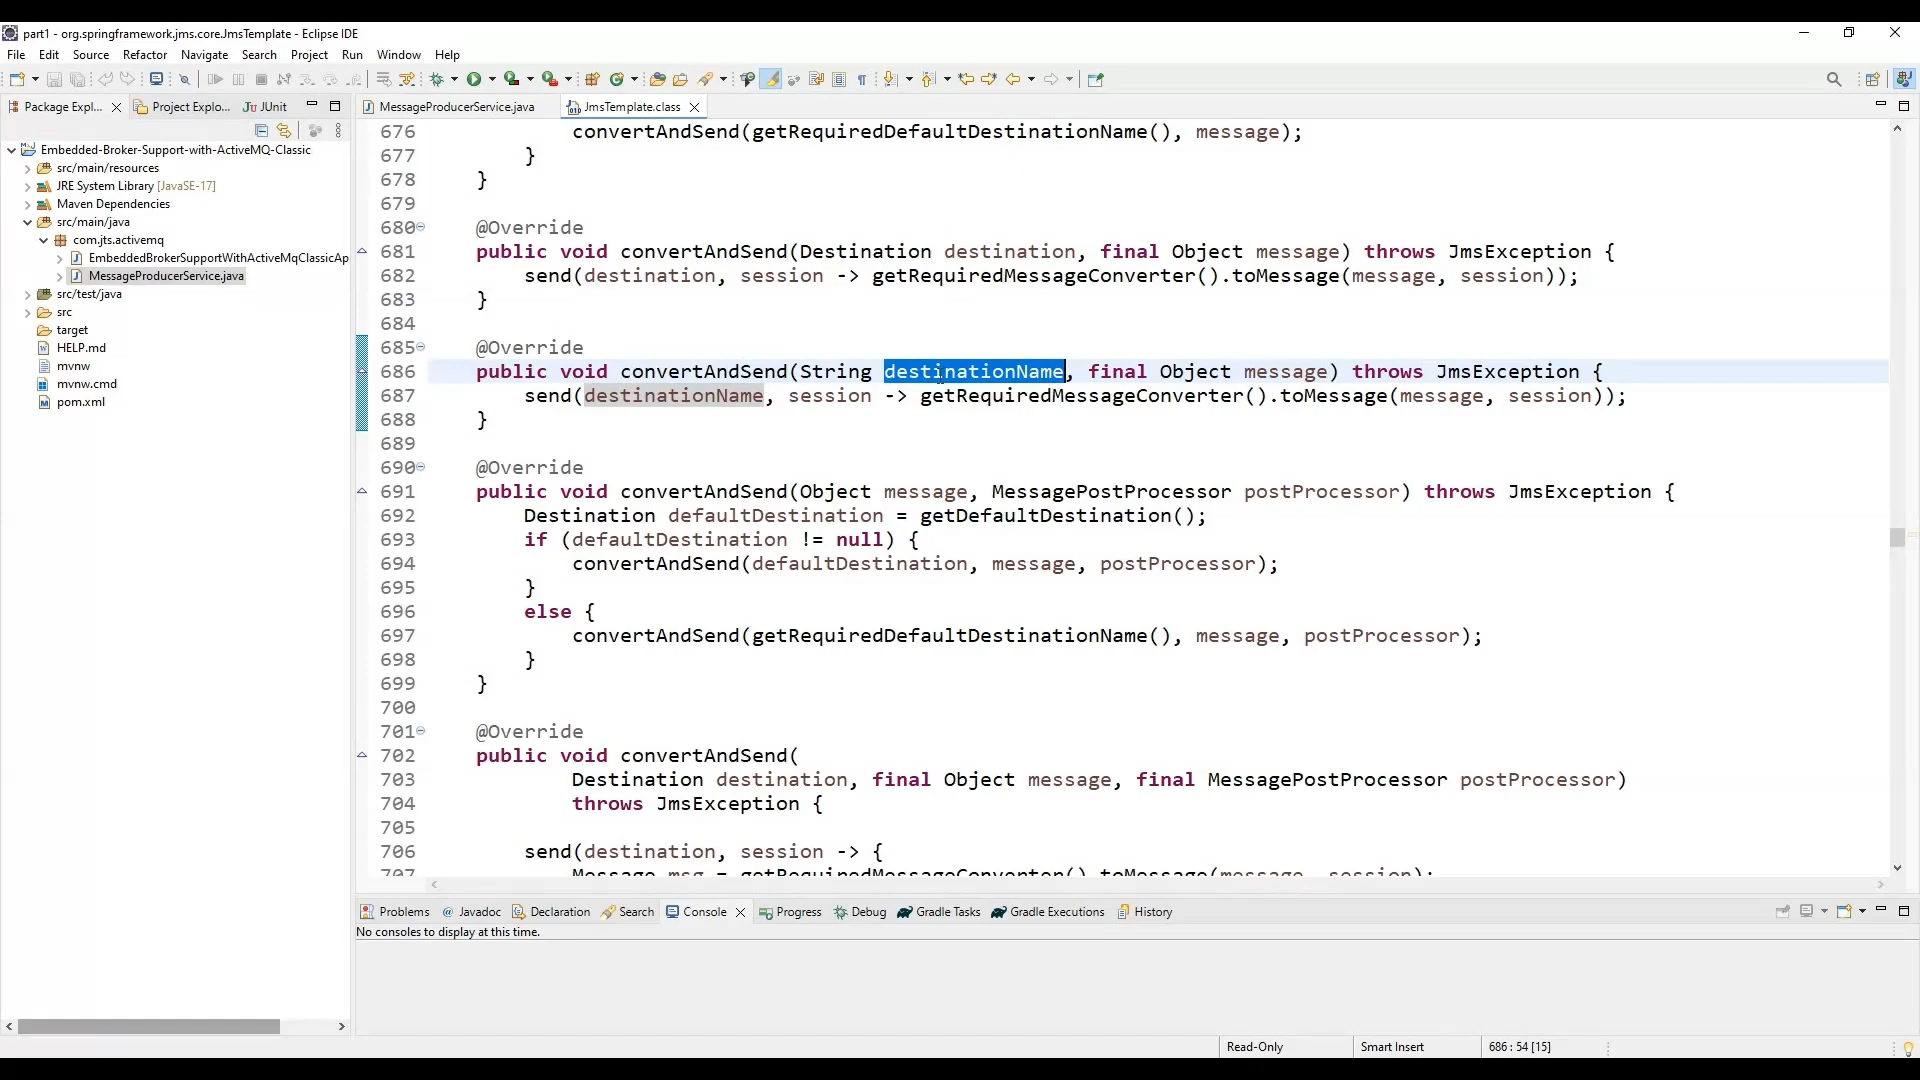 part1 - org.springframework.jms.core.JmsTemplate - Eclipse IDE
File Edit Source Refactor Navigate Search Project Run Window Help
Package Expl... Project Explo... JUnit
MessageProducerService.java JmsTemplate.class
Embedded-Broker-Support-with-ActiveMQ-Classic
src/main/resources
JRE System Library [JavaSE-17]
Maven Dependencies
src/main/java
com.jts.activemq
EmbeddedBrokerSupportWithActiveMqClassicAp
MessageProducerService.java
src/test/java
src
target
HELP.md
mvnw
mvnw.cmd
pom.xml
676 convertAndSend(getRequiredDefaultDestinationName(), message);
677 }
678 }
679
680 @Override
681 public void convertAndSend(Destination destination, final Object message) throws JmsException {
682 send(destination, session -> getRequiredMessageConverter().toMessage(message, session));
683 }
684
685 @Override
686 public void convertAndSend(String destinationName, final Object message) throws JmsException {
687 send(destinationName, session -> getRequiredMessageConverter().toMessage(message, session));
688 }
689
690 @Override
691 public void convertAndSend(Object message, MessagePostProcessor postProcessor) throws JmsException {
692 Destination defaultDestination = getDefaultDestination();
693 if (defaultDestination != null) {
694 convertAndSend(defaultDestination, message, postProcessor);
695 }
696 else {
697 convertAndSend(getRequiredDefaultDestinationName(), message, postProcessor);
698 }
699 }
700
701 @Override
702 public void convertAndSend(
703 Destination destination, final Object message, final MessagePostProcessor postProcessor)
704 throws JmsException {
705
706 send(destination, session -> {
707 Message msg = getRequiredMessageConverter().toMessage(message, session);
Problems Javadoc Declaration Search Console Progress Debug Gradle Tasks Gradle Executions History
No consoles to display at this time.
Read-Only Smart Insert 686 : 54 [15]